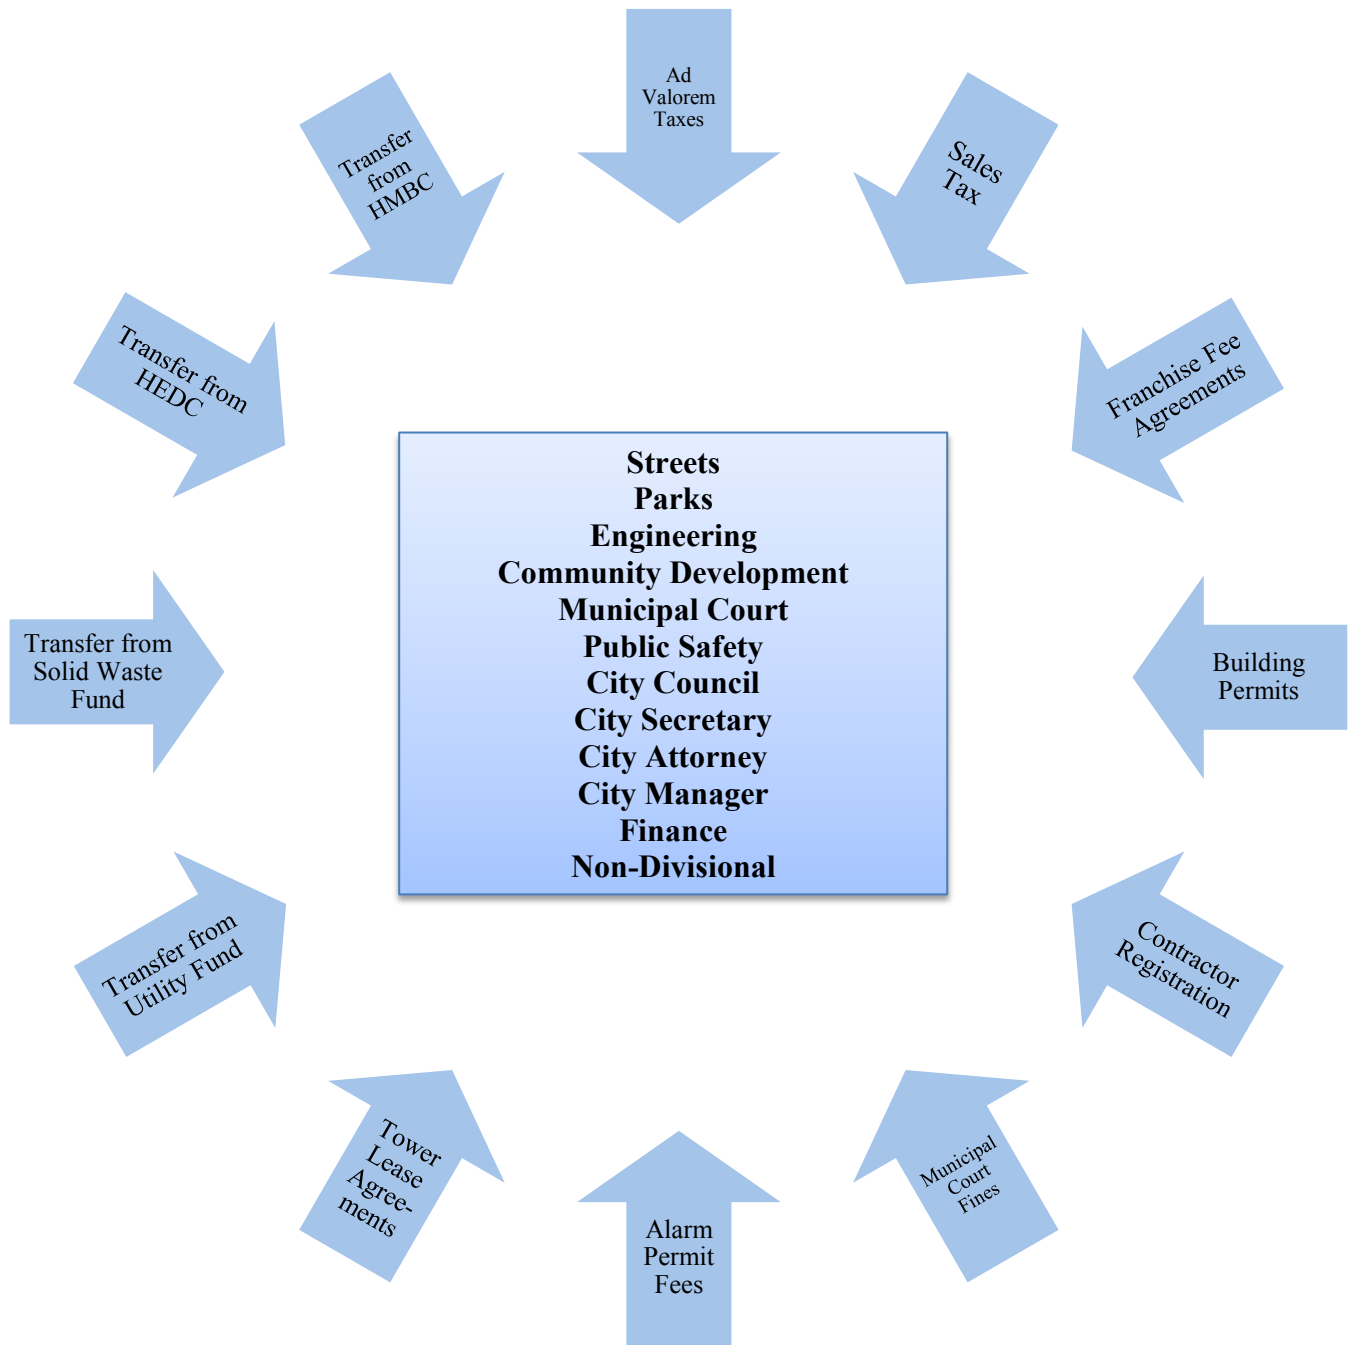 Ad
Valorem
Taxes
Sales
Tax
Franchise Fee
Agreements
Building
Permits
Contractor
Registration
Municipal
Court
Fines
Alarm
Permit
Fees
Tower
Lease
Agree-
ments
Transfer from
Utility Fund
Transfer from
Solid Waste
Fund
Transfer from
HEDC
Transfer
from
HMBC
Streets
Parks
Engineering
Community Development
Municipal Court
Public Safety
City Council
City Secretary
City Attorney
City Manager
Finance
Non-Divisional